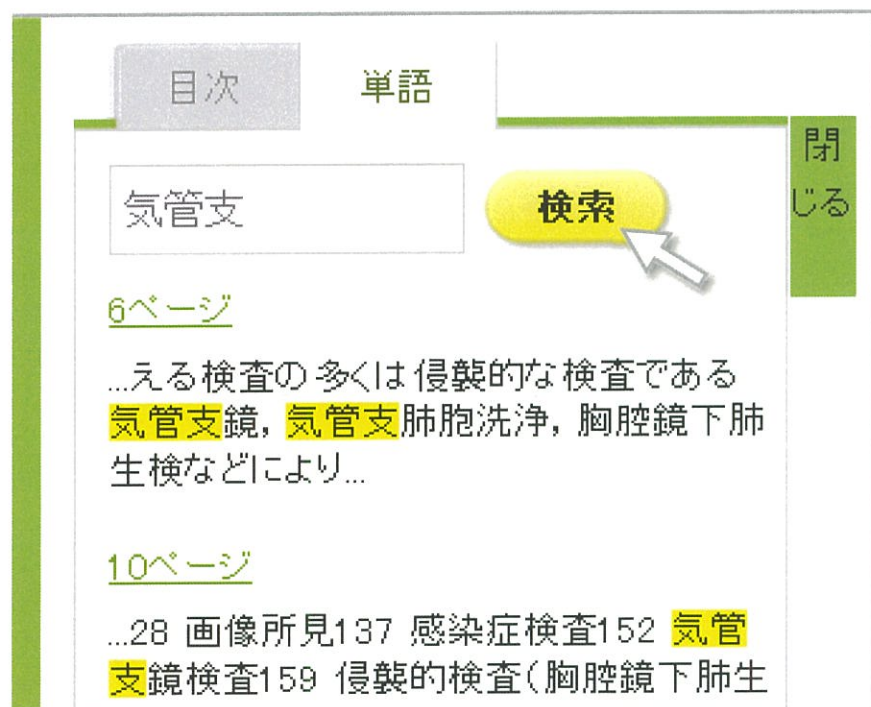 目次
単語
閉
じる
気管支
検索
6ページ
...える検査の多くは侵襲的な検査である
気管支鏡，気管支肺胞洗浄，胸腔鏡下肺
生検などにより...
10ページ
...28 画像所見137 感染症検査152 気管
支鏡検査159 侵襲的検査（胸腔鏡下肺生